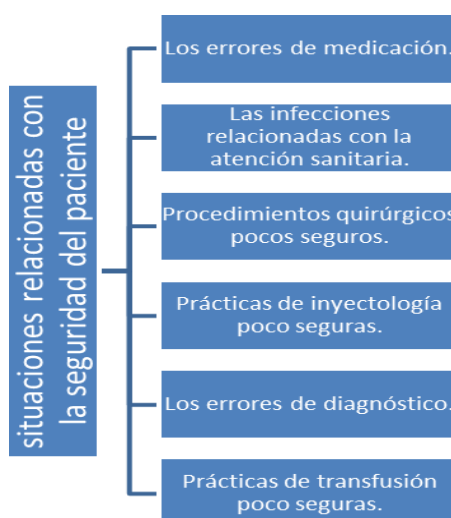 situaciones relacionadas con
la seguridad del paciente
Los errores de medicación.
Las infecciones
relacionadas con la
atención sanitaria.
Procedimientos quirúrgicos
pocos seguros.
Prácticas de inyectología
poco seguras.
Los errores de diagnóstico.
Prácticas de transfusión
poco seguras.